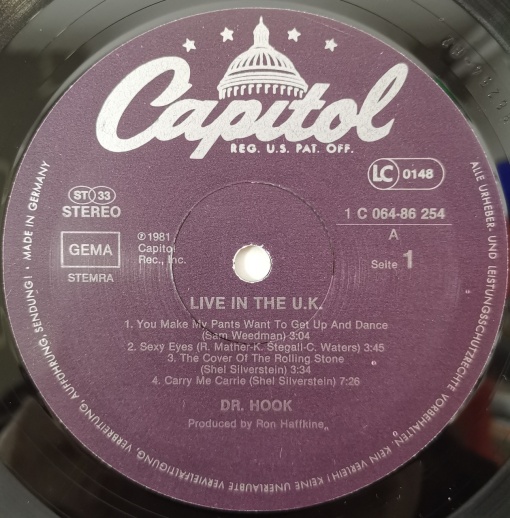 Capitol
REG. U.S. PAT. OFF.
LC 0148
ST 33
STEREO
1 C 064-86 254
A
Seite 1
GEMA
STEMRA
℗1981
Capitol
Rec., Inc.
LIVE IN THE U.K.
1. You Make My Pants Want To Get Up And Dance
(Sam Weedman) 3:04
2. Sexy Eyes (R. Mather-K. Stegall-C. Waters) 3:45
3. The Cover Of The Rolling Stone
(Shel Silverstein) 3:34
4. Carry Me Carrie (Shel Silverstein) 7:26
DR. HOOK
Produced by Ron Haffkine
ALLE URHEBER- UND LEISTUNGSSCHUTZRECHTE VORBEHALTEN. KEIN VERLEIH! KEINE UNERLAUBTE VERVIELFÄLTIGUNG, VERBREITUNG, AUFFÜHRUNG, SENDUNG! • MADE IN GERMANY